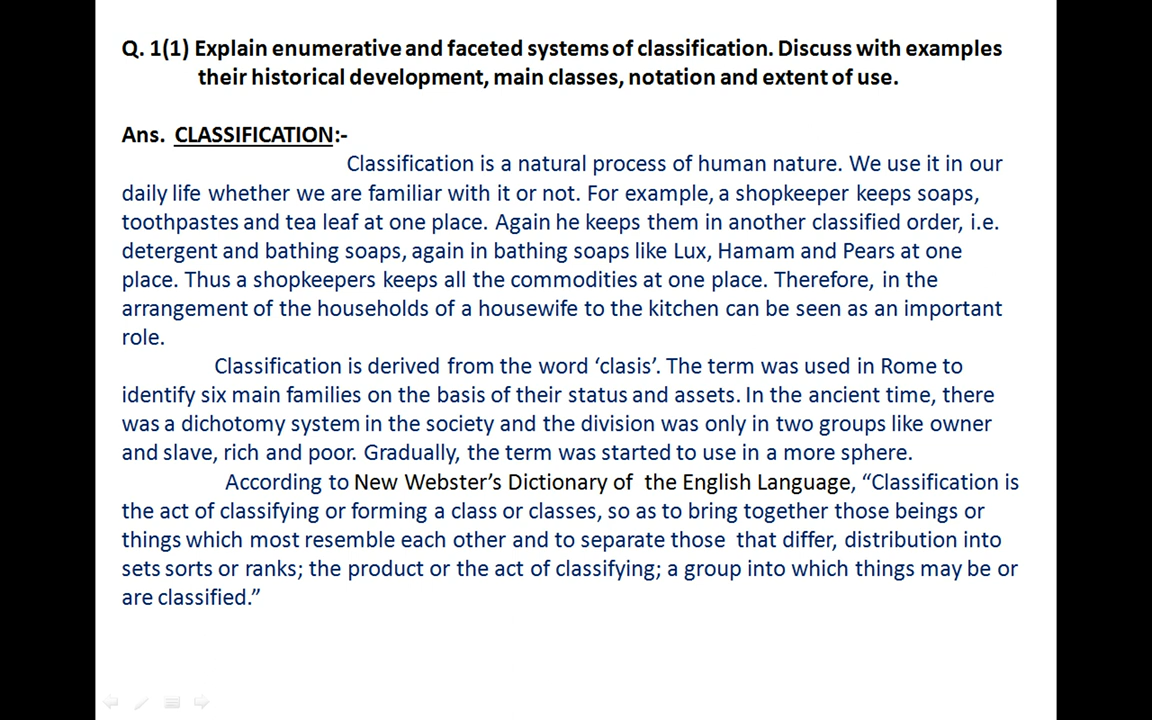 Q. 1(1) Explain enumerative and faceted systems of classification. Discuss with examples
their historical development, main classes, notation and extent of use.
Ans. CLASSIFICATION:-
Classification is a natural process of human nature. We use it in our
daily life whether we are familiar with it or not. For example, a shopkeeper keeps soaps,
toothpastes and tea leaf at one place. Again he keeps them in another classified order, i.e.
detergent and bathing soaps, again in bathing soaps like Lux, Hamam and Pears at one
place. Thus a shopkeepers keeps all the commodities at one place. Therefore, in the
arrangement of the households of a housewife to the kitchen can be seen as an important
role.
Classification is derived from the word ‘clasis’. The term was used in Rome to
identify six main families on the basis of their status and assets. In the ancient time, there
was a dichotomy system in the society and the division was only in two groups like owner
and slave, rich and poor. Gradually, the term was started to use in a more sphere.
According to New Webster’s Dictionary of the English Language, “Classification is
the act of classifying or forming a class or classes, so as to bring together those beings or
things which most resemble each other and to separate those that differ, distribution into
sets sorts or ranks; the product or the act of classifying; a group into which things may be or
are classified.”